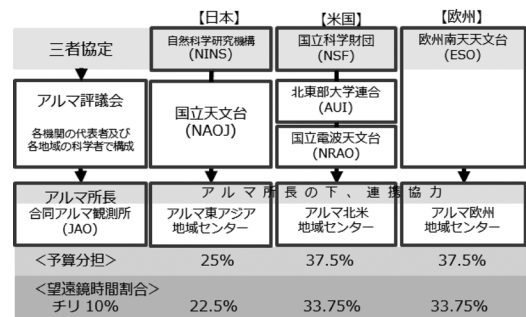 【日本】 【米国】 【欧州】
三者協定
自然科学研究機構
(NINS)
国立科学財団
(NSF)
欧州南天天文台
(ESO)
アルマ評議会
各機関の代表者及び
各地域の科学者で構成
国立天文台
(NAOJ)
北東部大学連合
(AUI)
国立電波天文台
(NRAO)
アルマ所長
合同アルマ観測所
(JAO)
アルマ所長の下、連携協力
アルマ東アジア
地域センター
アルマ北米
地域センター
アルマ欧州
地域センター
＜予算分担＞ 25% 37.5% 37.5%
＜望遠鏡時間割合＞
チリ 10% 22.5% 33.75% 33.75%